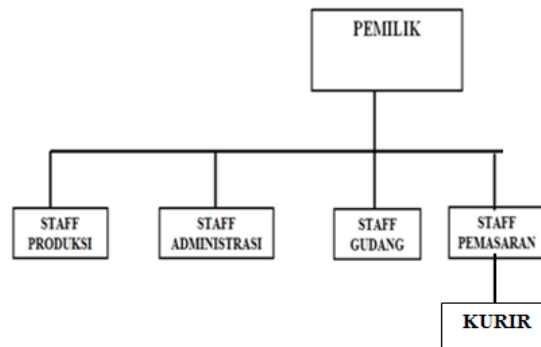 PEMILIK
STAFF
PRODUKSI
STAFF
ADMINISTRASI
STAFF
GUDANG
STAFF
PEMASARAN
KURIR